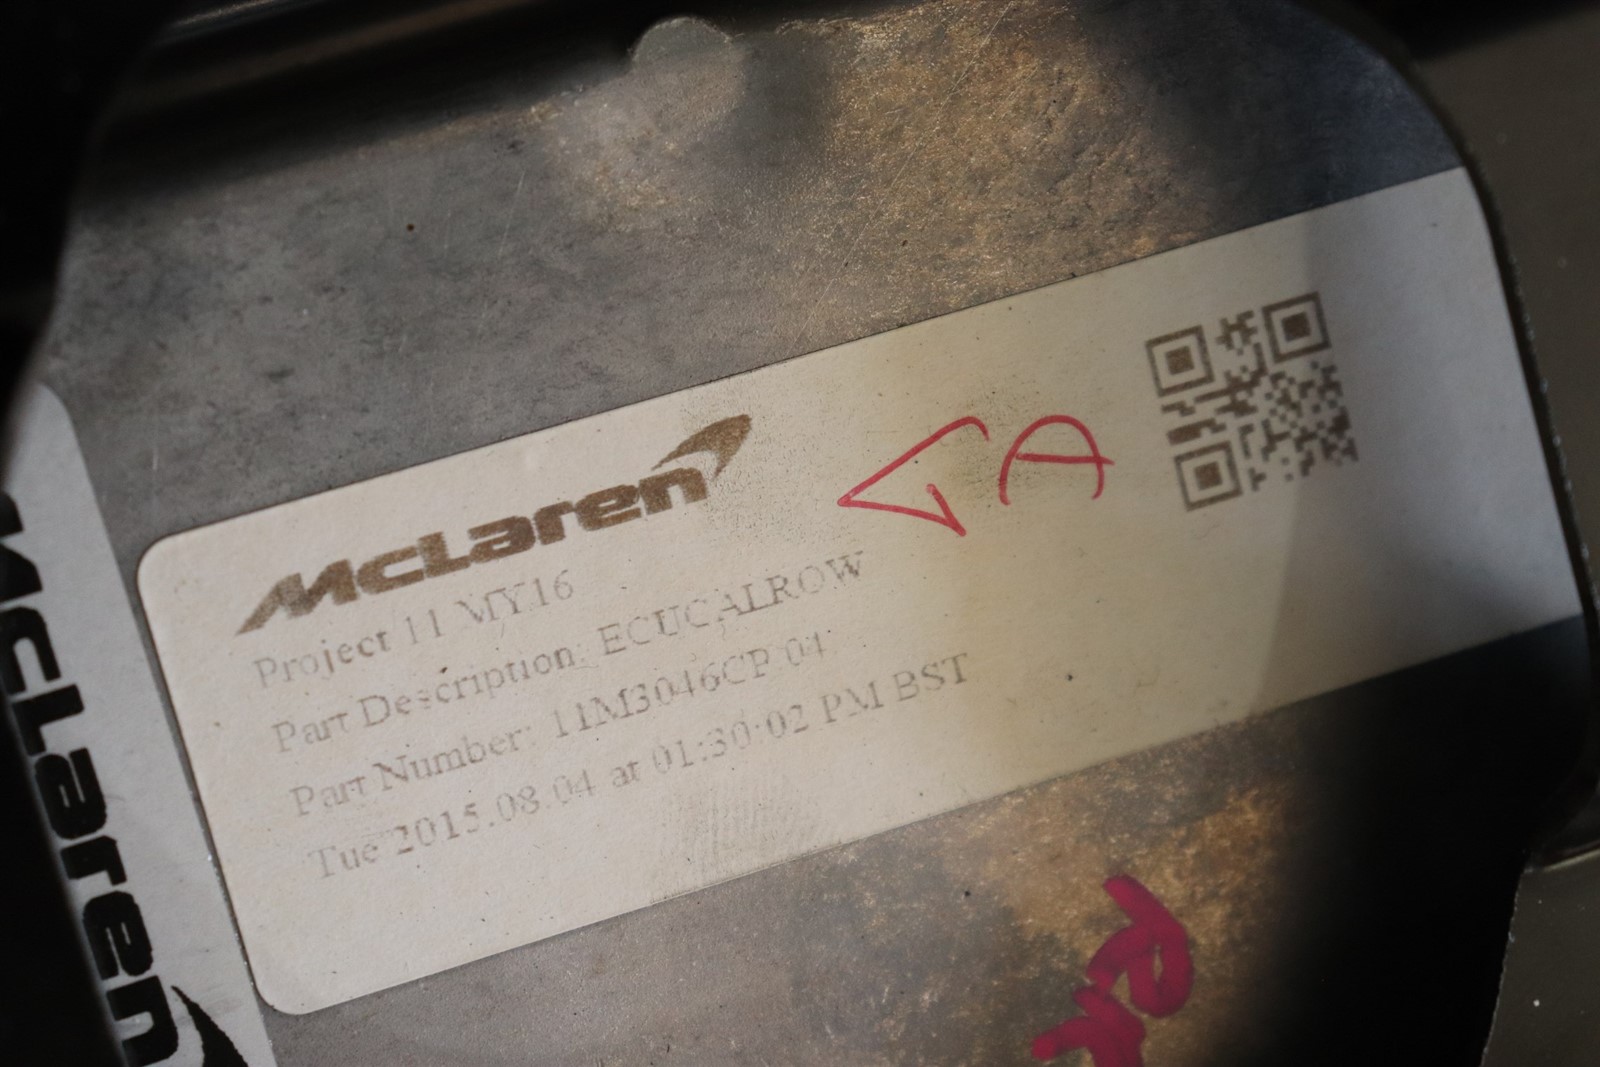 McLaren
Project 11 MY16
Part Description: ECUCALROW
Part Number: 11M3046CP 04
Tue 2015.08.04 at 01:30:02 PM BST
McLaren